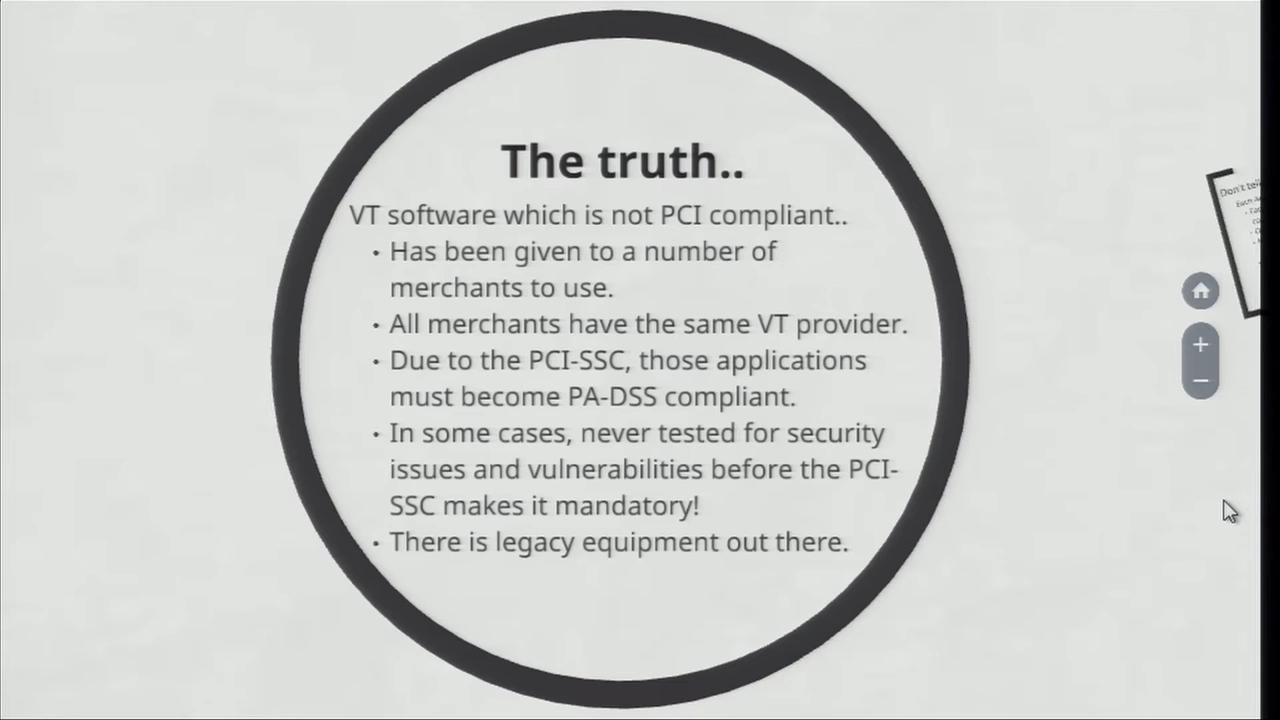 The truth..
VT software which is not PCI compliant..
• Has been given to a number of
merchants to use.
• All merchants have the same VT provider.
• Due to the PCI-SSC, those applications
must become PA-DSS compliant.
• In some cases, never tested for security
issues and vulnerabilities before the PCI-
SSC makes it mandatory!
• There is legacy equipment out there.
Don't tell